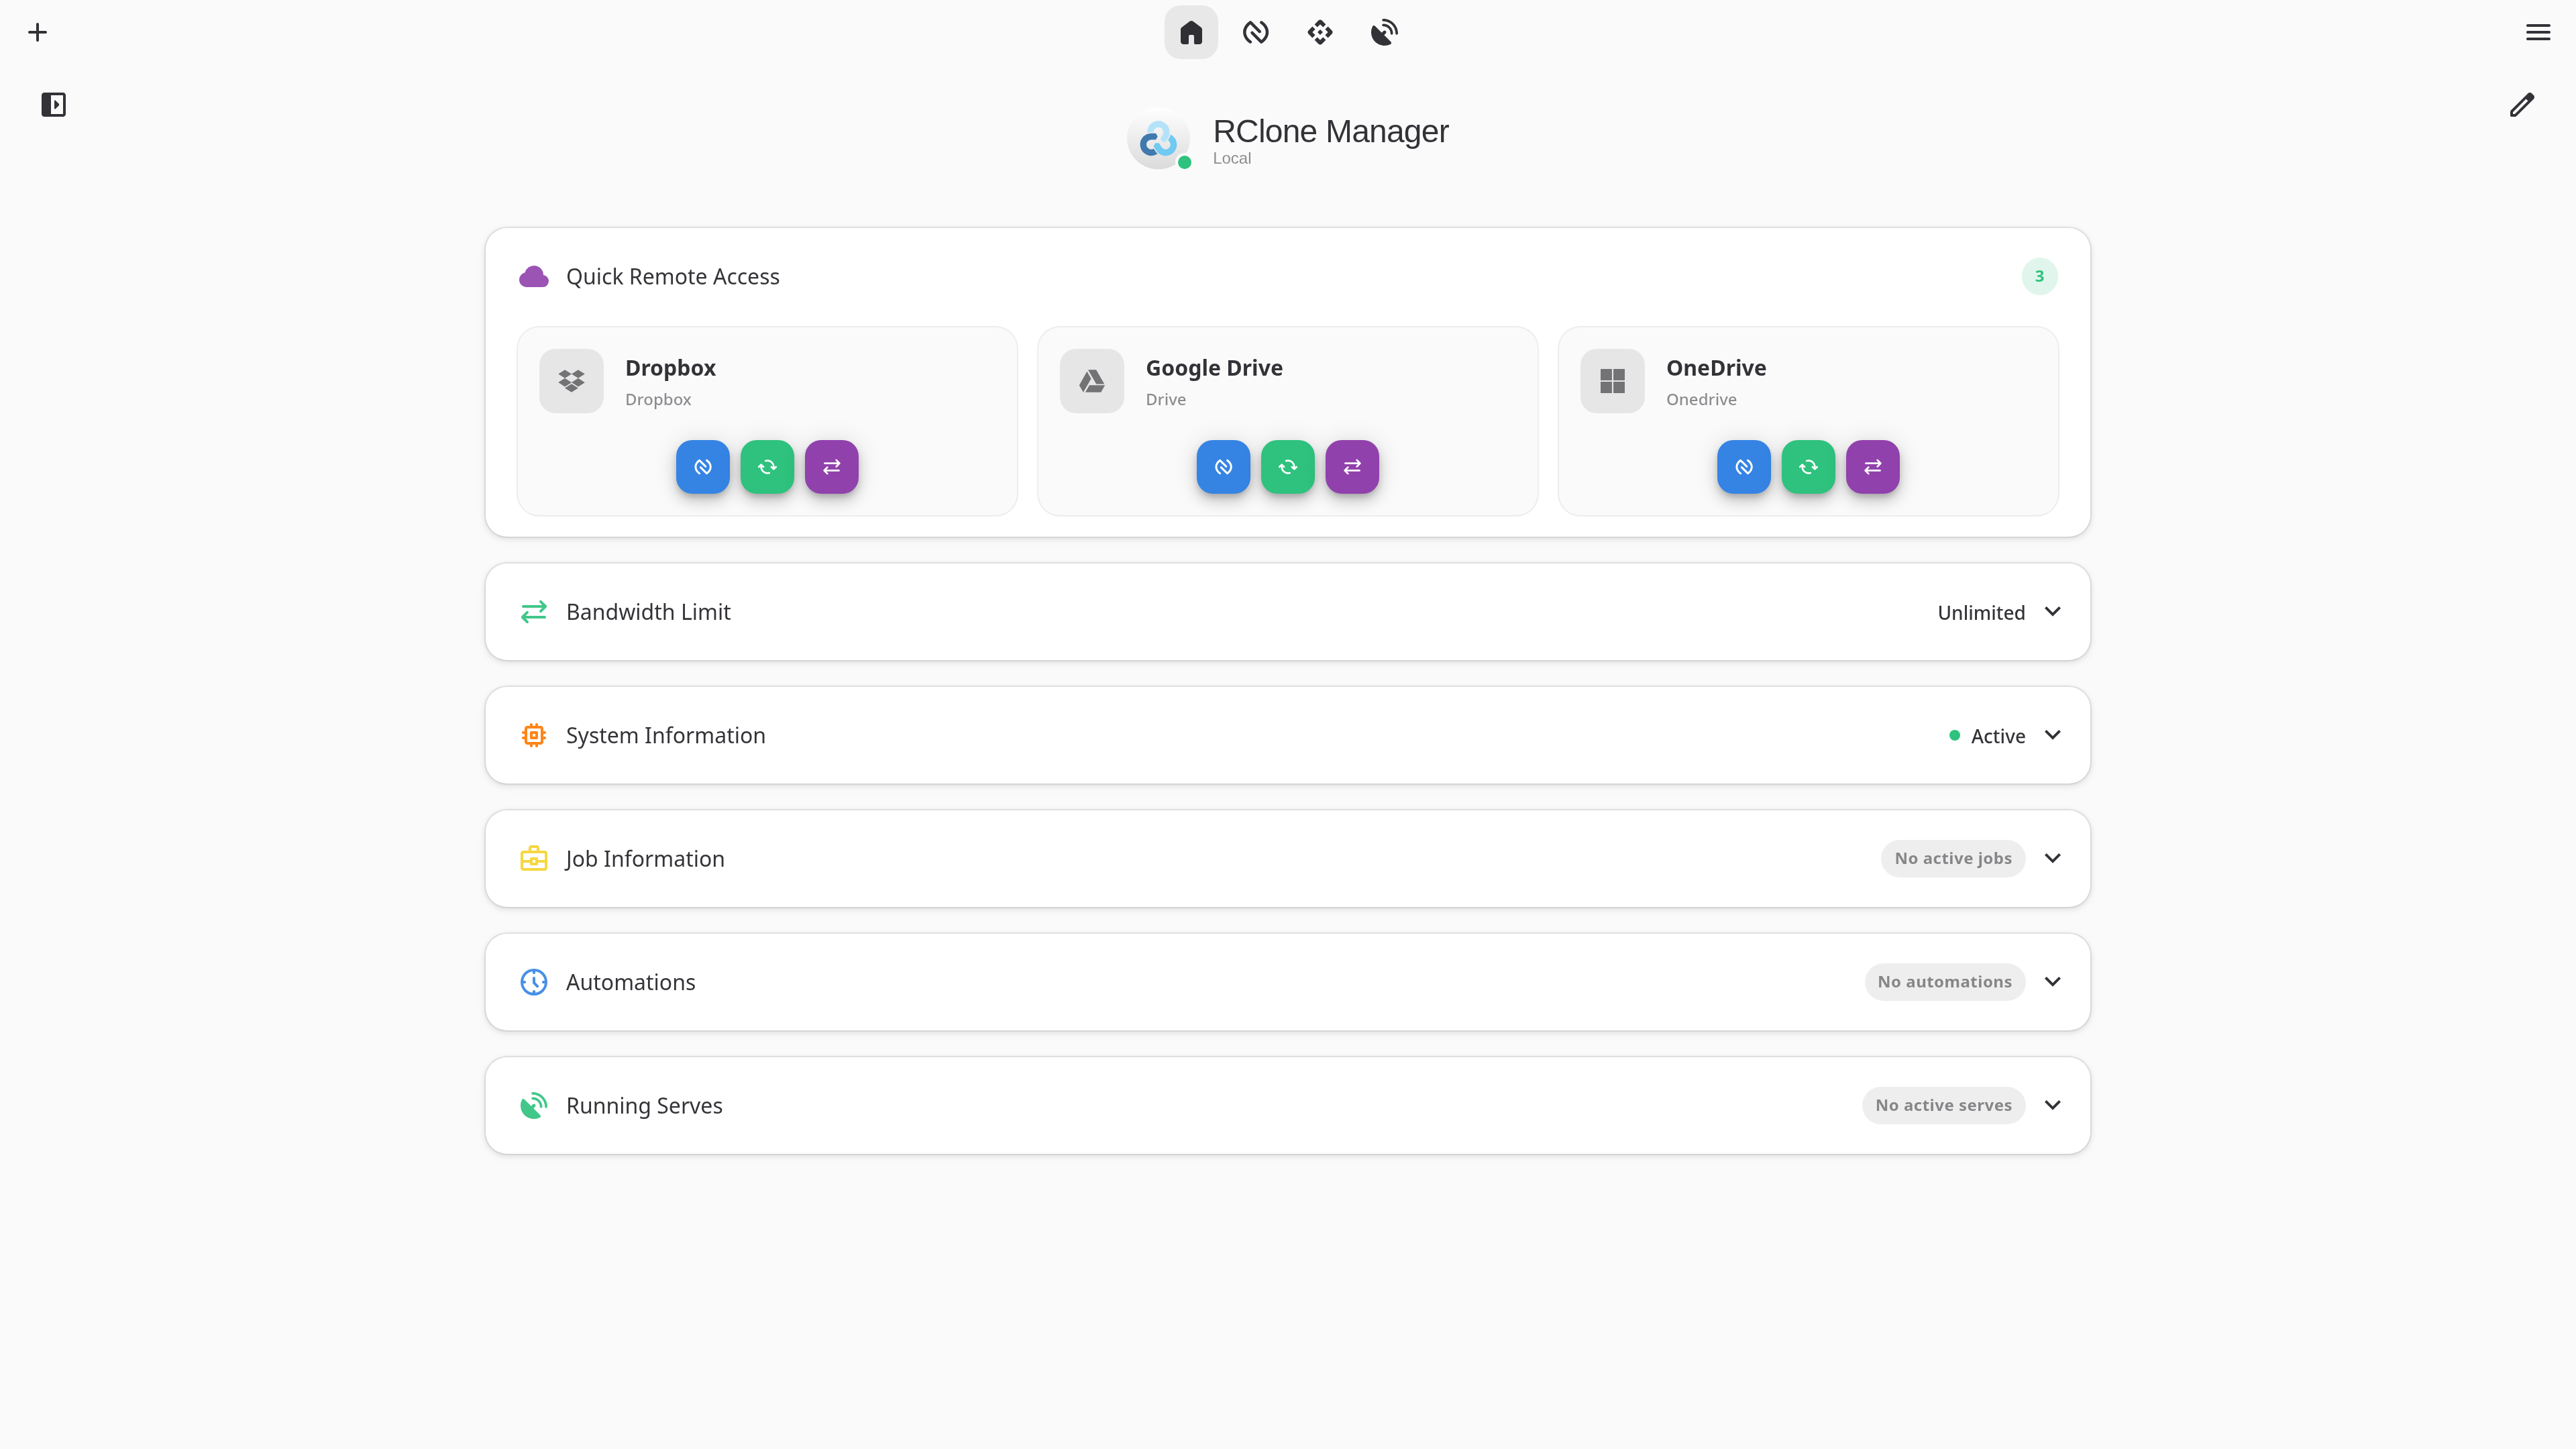 RClone Manager
Local
Quick Remote Access
3
Dropbox
Dropbox
Google Drive
Drive
OneDrive
Onedrive
Bandwidth Limit
Unlimited
System Information
Active
Job Information
No active jobs
Automations
No automations
Running Serves
No active serves